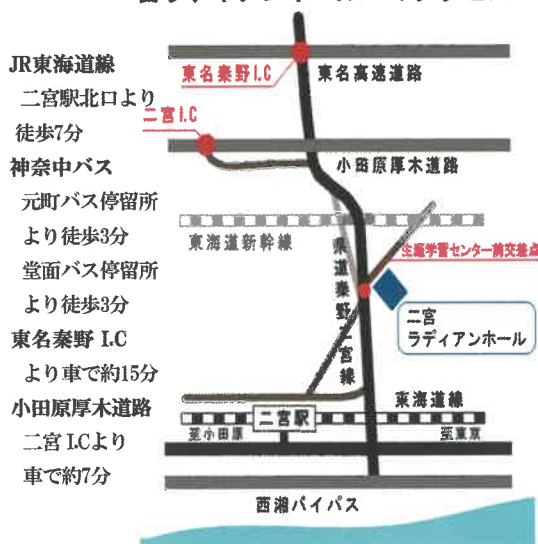 JR東海道線
二宮駅北口より
徒歩7分
神奈中バス
元町バス停留所
より徒歩3分
堂面バス停留所
より徒歩3分
東名秦野 I.C
より車で約15分
小田原厚木道路
二宮 I.Cより
車で約7分
東名秦野I.C
東名高速道路
二宮I.C
小田原厚木道路
東海道新幹線
県道秦野二宮線
生涯学習センター前交差点
二宮
ラディアンホール
東海道線
二宮駅
至小田原
至東京
西湘バイパス